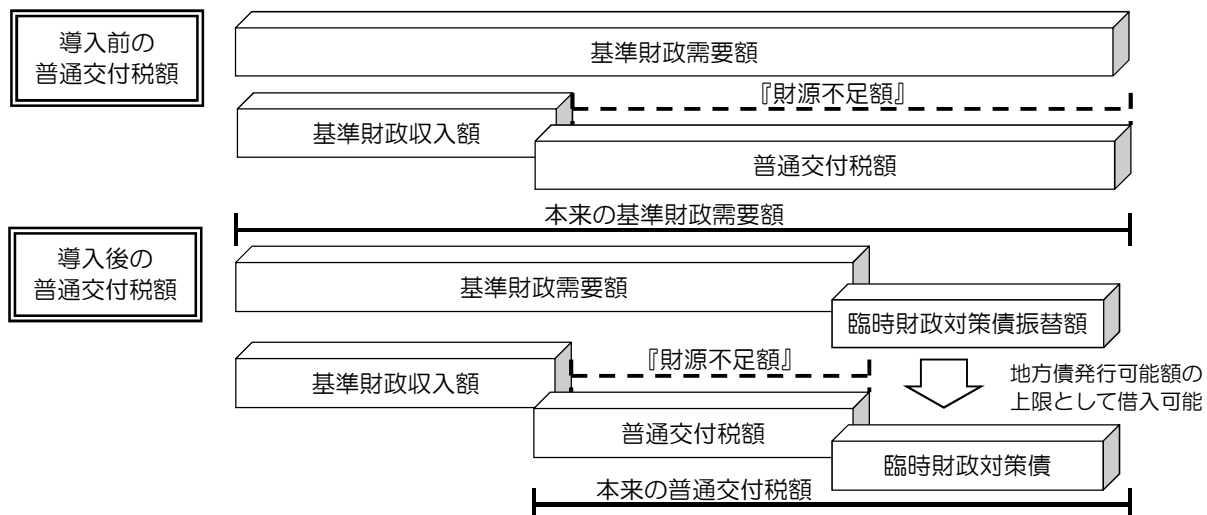 導入前の
普通交付税額
基準財政需要額
『財源不足額』
基準財政収入額
普通交付税額
本来の基準財政需要額
導入後の
普通交付税額
基準財政需要額
臨時財政対策債振替額
『財源不足額』
基準財政収入額
地方債発行可能額の
上限として借入可能
普通交付税額
臨時財政対策債
本来の普通交付税額